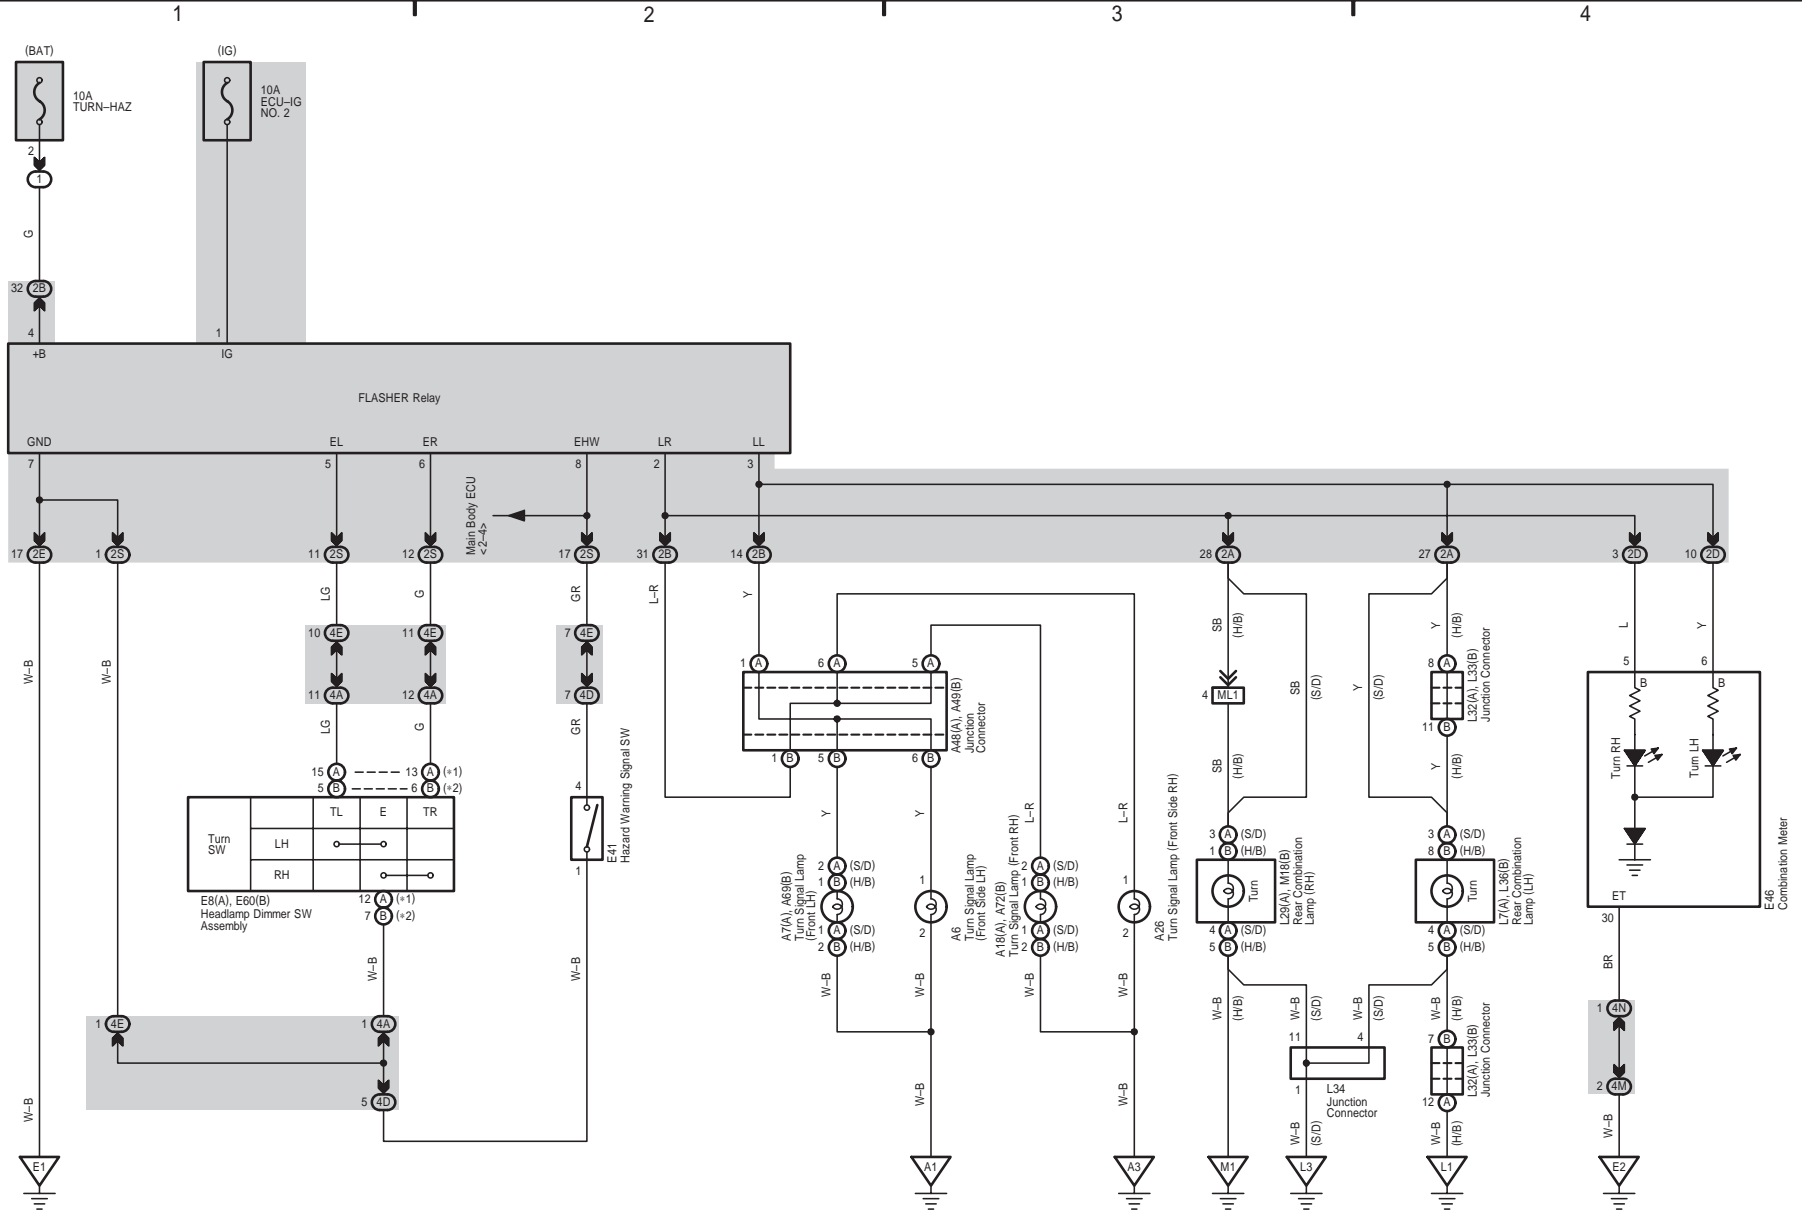 1
2
3
4
(BAT)
(IG)
10A
TURN–HAZ
10A
ECU–IG
NO. 2
2
1
G
32 2B
4
1
+B
IG
FLASHER Relay
GND
EL
ER
EHW
LR
LL
7
5
6
8
2
3
Main Body ECU
<2–4>
17 2E
1 2S
11 2S
12 2S
17 2S
31 2B
14 2B
28 2A
27 2A
3 2D
10 2D
LG
G
GR
L–R
Y
SB
(H/B)
Y
(H/B)
L
Y
10 4E
11 4E
7 4E
W–B
W–B
11 4A
12 4A
7 4D
LG
G
GR
1 A
6 A
5 A
A48(A), A49(B)
Junction
Connector
1 B
5 B
6 B
4 ML1
SB
(S/D)
Y
(S/D)
8 A
L32(A), L33(B)
Junction Connector
11 B
SB
(H/B)
Y
(H/B)
5
6
B
B
Turn RH
Turn LH
15 A
13 A (*1)
5 B
6 B (*2)
TL
E
TR
Turn
SW
LH
RH
E8(A), E60(B)
Headlamp Dimmer SW
Assembly
12 A (*1)
7 B (*2)
4
1
E41
Hazard Warning Signal SW
Y
Y
L–R
L–R
2 A (S/D)
1 B (H/B)
1 A (S/D)
2 B (H/B)
A7(A), A69(B)
Turn Signal Lamp
(Front LH)
1
2
A6
Turn Signal Lamp
(Front Side LH)
2 A (S/D)
1 B (H/B)
1 A (S/D)
2 B (H/B)
A18(A), A72(B)
Turn Signal Lamp (Front RH)
1
2
A26
Turn Signal Lamp (Front Side RH)
3 A (S/D)
1 B (H/B)
Turn
4 A (S/D)
5 B (H/B)
L29(A), M18(B)
Rear Combination
Lamp (RH)
3 A (S/D)
8 B (H/B)
Turn
4 A (S/D)
5 B (H/B)
L7(A), L36(B)
Rear Combination
Lamp (LH)
ET
30
E46
Combination Meter
BR
W–B
W–B
W–B
W–B
W–B
W–B
W–B
(H/B)
W–B
(S/D)
W–B
(S/D)
W–B
(H/B)
1 4E
1 4A
5 4D
11
4
1
L34
Junction
Connector
7 B
L32(A), L33(B)
Junction Connector
12 A
1 4N
2 4M
W–B
W–B
W–B
W–B
(S/D)
W–B
(H/B)
W–B
E1
A1
A3
M1
L3
L1
E2